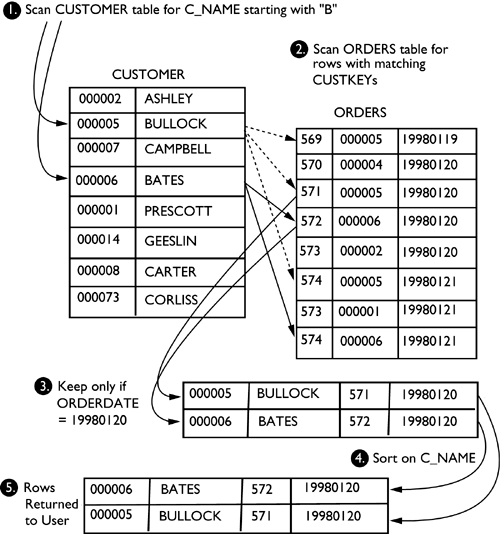 1. Scan CUSTOMER table for C_NAME starting with "B"
2. Scan ORDERS table for
rows with matching
CUSTKEYs
CUSTOMER
000002 ASHLEY
000005 BULLOCK
000007 CAMPBELL
000006 BATES
000001 PRESCOTT
000014 GEESLIN
000008 CARTER
000073 CORLISS
ORDERS
569 000005 19980119
570 000004 19980120
571 000005 19980120
572 000006 19980120
573 000002 19980120
574 000005 19980121
573 000001 19980121
574 000006 19980121
3. Keep only if
ORDERDATE
= 19980120
000005 BULLOCK 571 19980120
000006 BATES 572 19980120
4. Sort on C_NAME
5. Rows
Returned
to User
000006 BATES 572 19980120
000005 BULLOCK 571 19980120